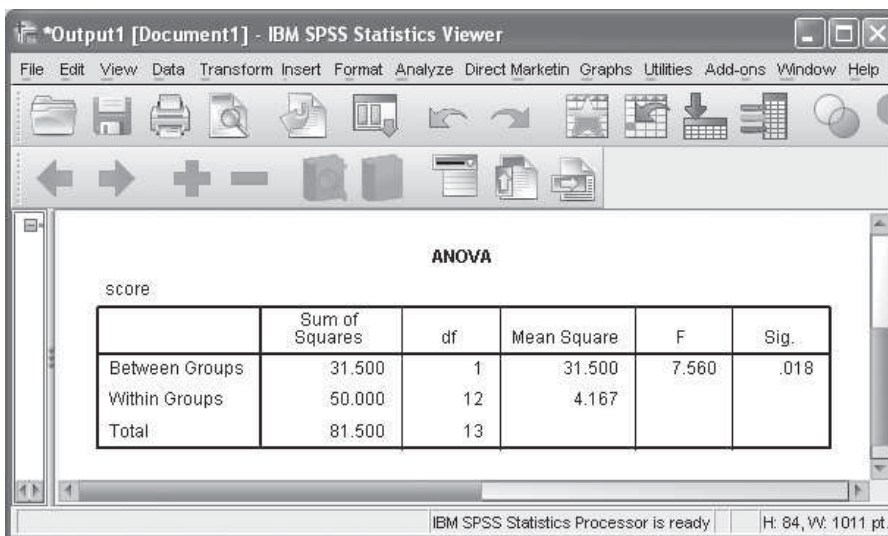 *Output1 [Document1] - IBM SPSS Statistics Viewer
File Edit View Data Transform Insert Format Analyze Direct Marketin Graphs Utilities Add-ons Window Help
ANOVA
score
Sum of Squares df Mean Square F Sig.
Between Groups 31.500 1 31.500 7.560 .018
Within Groups 50.000 12 4.167
Total 81.500 13
IBM SPSS Statistics Processor is ready H: 84, W: 1011 pt.